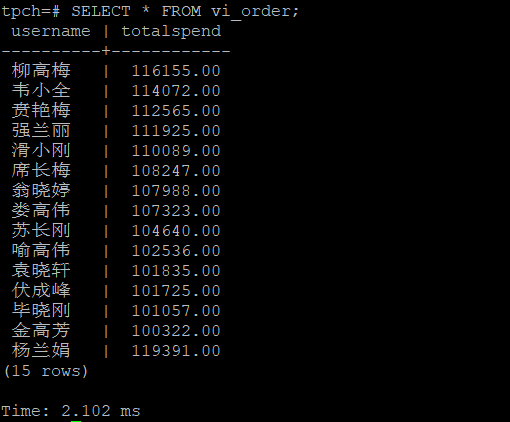 tpch=# SELECT * FROM vi_order;
username | totalspend
----------+------------
柳高梅 | 116155.00
韦小全 | 114072.00
贲艳梅 | 112565.00
强兰丽 | 111925.00
滑小刚 | 110089.00
席长梅 | 108247.00
翁晓婷 | 107988.00
娄高伟 | 107323.00
苏长刚 | 104640.00
喻高伟 | 102536.00
袁晓轩 | 101835.00
伏成峰 | 101725.00
毕晓刚 | 101057.00
金高芳 | 100322.00
杨兰娟 | 119391.00
(15 rows)
Time: 2.102 ms